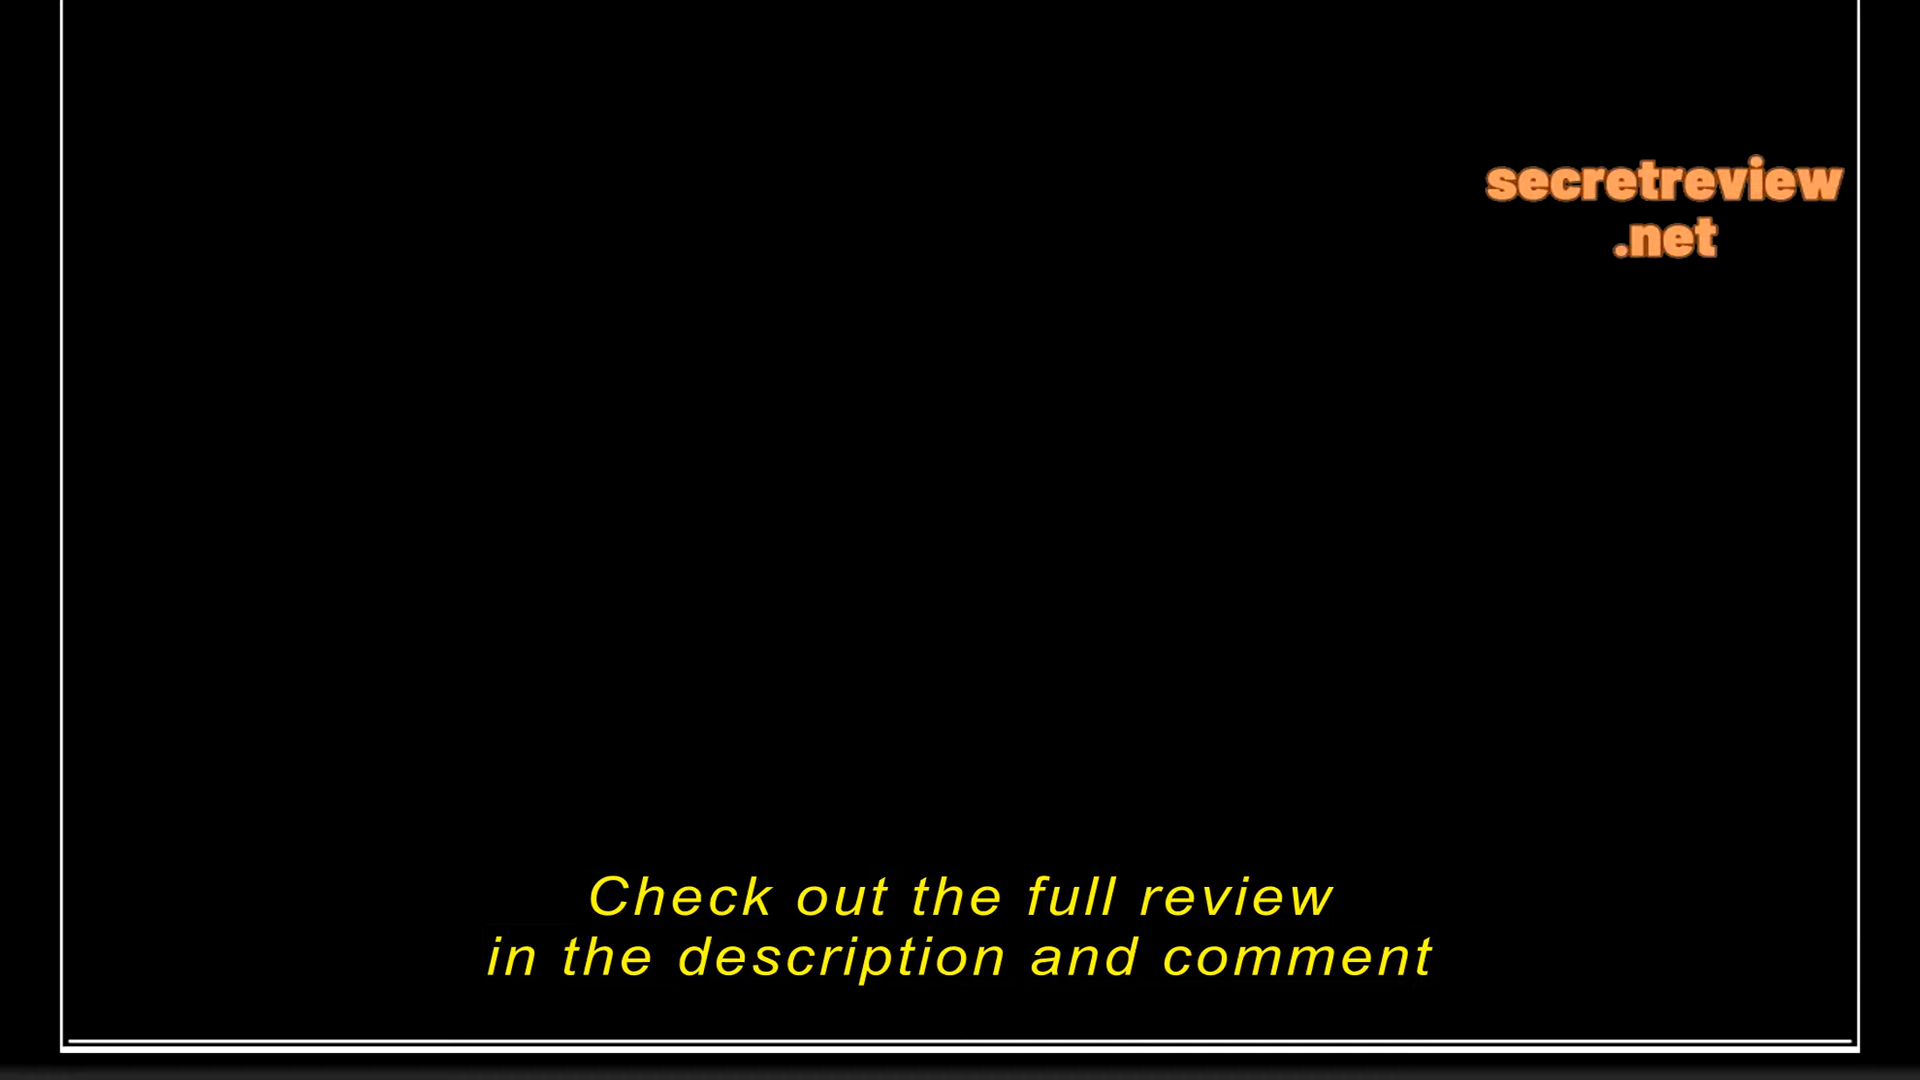 secretreview
.net
Check out the full review
in the description and comment